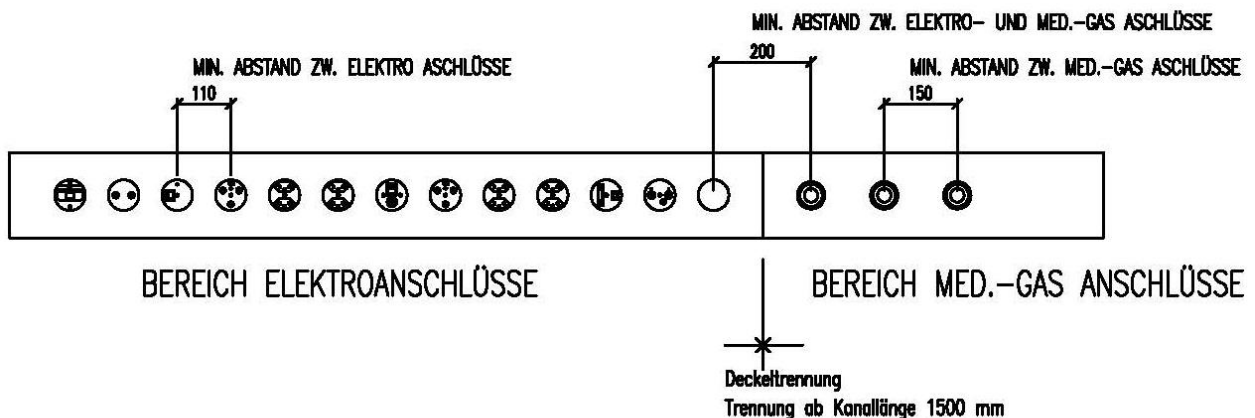 MIN. ABSTAND ZW. ELEKTRO- UND MED.-GAS ASCHLÜSSE
200
MIN. ABSTAND ZW. ELEKTRO ASCHLÜSSE
MIN. ABSTAND ZW. MED.-GAS ASCHLÜSSE
110
150
BEREICH ELEKTROANSCHLÜSSE
BEREICH MED.-GAS ANSCHLÜSSE
Deckeltrennung
Trennung ab Kanallänge 1500 mm